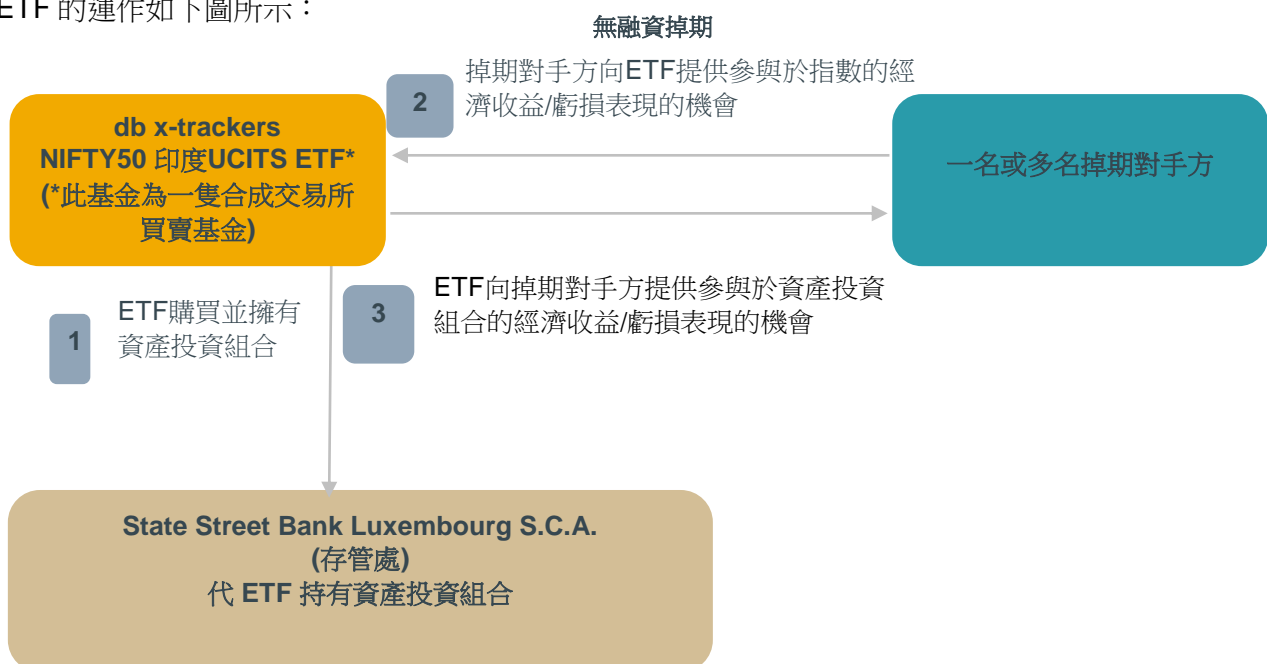 ETF 的運作如下圖所示：
無融資掉期
掉期對手方向ETF提供參與於指數的經
濟收益/虧損表現的機會
2
db x-trackers
NIFTY50 印度UCITS ETF*
(*此基金為一隻合成交易所
買賣基金)
一名或多名掉期對手方
ETF向掉期對手方提供參與於資產投資
組合的經濟收益/虧損表現的機會
3
ETF購買並擁有
資產投資組合
1
State Street Bank Luxembourg S.C.A.
(存管處)
代 ETF 持有資產投資組合